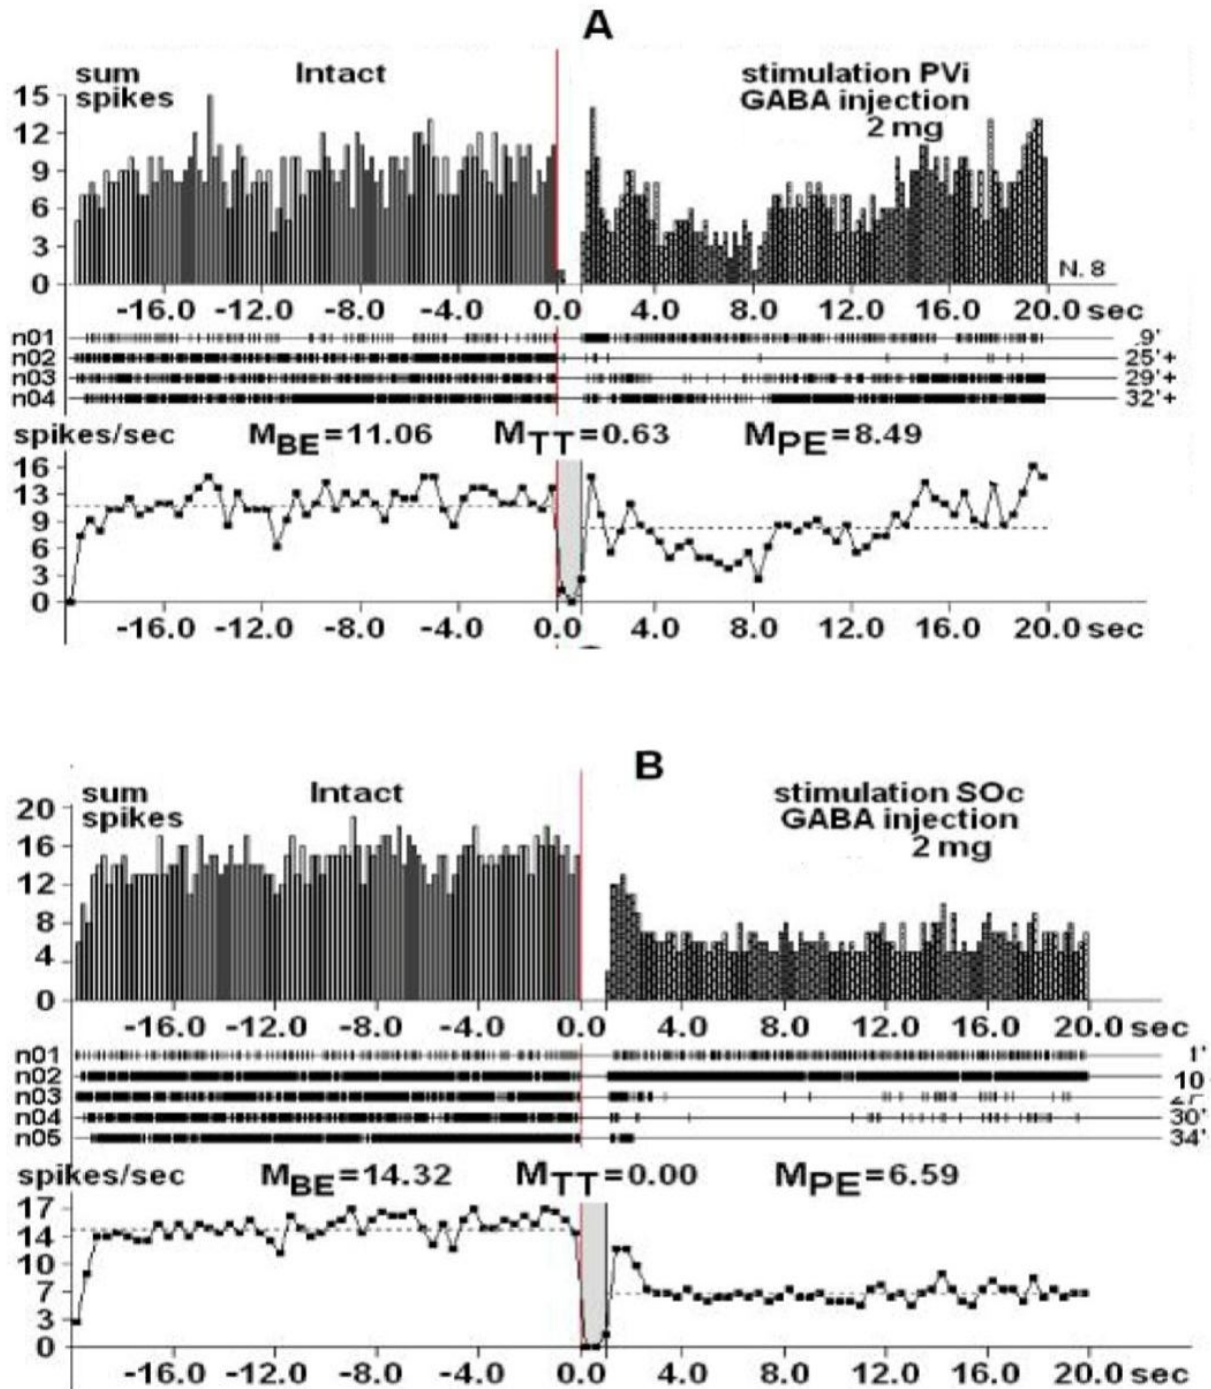 A
sum
spikes
Intact
stimulation PVi
GABA injection
2 mg
15
12
9
6
3
0
N. 8
-16.0 -12.0 -8.0 -4.0 0.0 4.0 8.0 12.0 16.0 20.0 sec
n01 9'
n02 25'+
n03 29'+
n04 32'+
spikes/sec MBE=11.06 MTT=0.63 MPE=8.49
16
13
9
6
3
0
-16.0 -12.0 -8.0 -4.0 0.0 4.0 8.0 12.0 16.0 20.0 sec
B
sum
spikes
Intact
stimulation SOc
GABA injection
2 mg
20
16
12
8
4
0
-16.0 -12.0 -8.0 -4.0 0.0 4.0 8.0 12.0 16.0 20.0 sec
n01 1'
n02 10
n03
n04 30'
n05 34'
spikes/sec MBE=14.32 MTT=0.00 MPE=6.59
17
14
10
7
3
0
-16.0 -12.0 -8.0 -4.0 0.0 4.0 8.0 12.0 16.0 20.0 sec